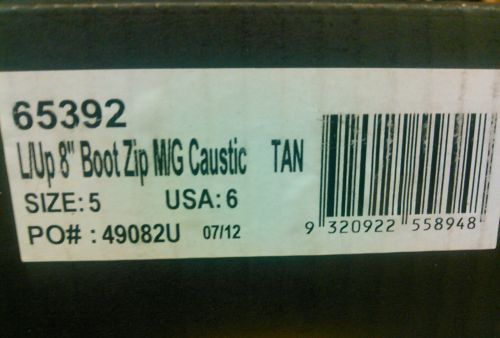 65392
L/Up 8" Boot Zip M/G Caustic TAN
SIZE: 5 USA: 6
PO# : 49082U 07/12
9 320922 558948